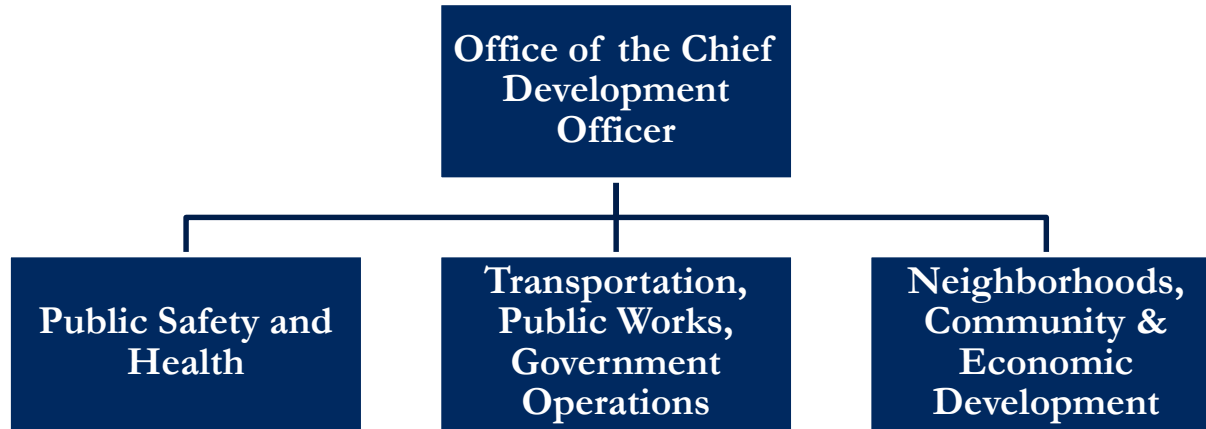 Office of the Chief
Development
Officer
Public Safety and
Health
Transportation,
Public Works,
Government
Operations
Neighborhoods,
Community &
Economic
Development